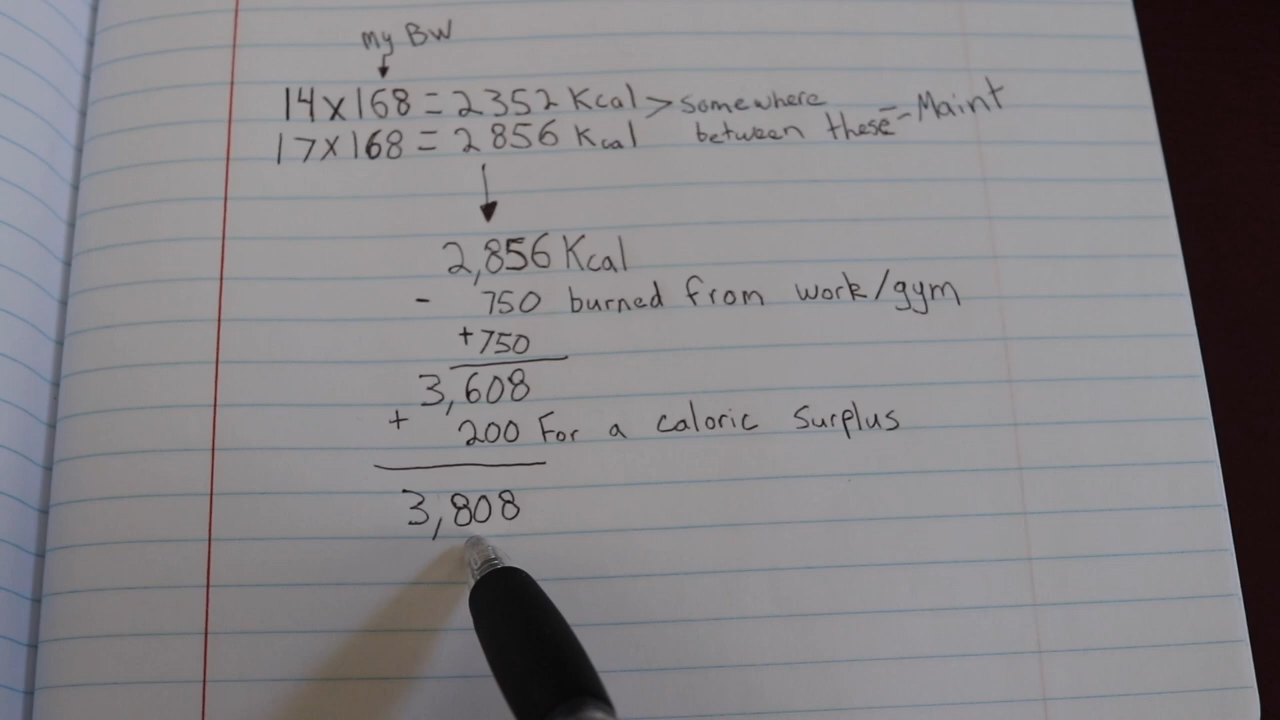 my BW
14x168 = 2352 Kcal > somewhere
17x168 = 2856 Kcal between these - Maint
2,856 Kcal
- 750 burned from work/gym
+750
3,608
+ 200 For a caloric surplus
3,808